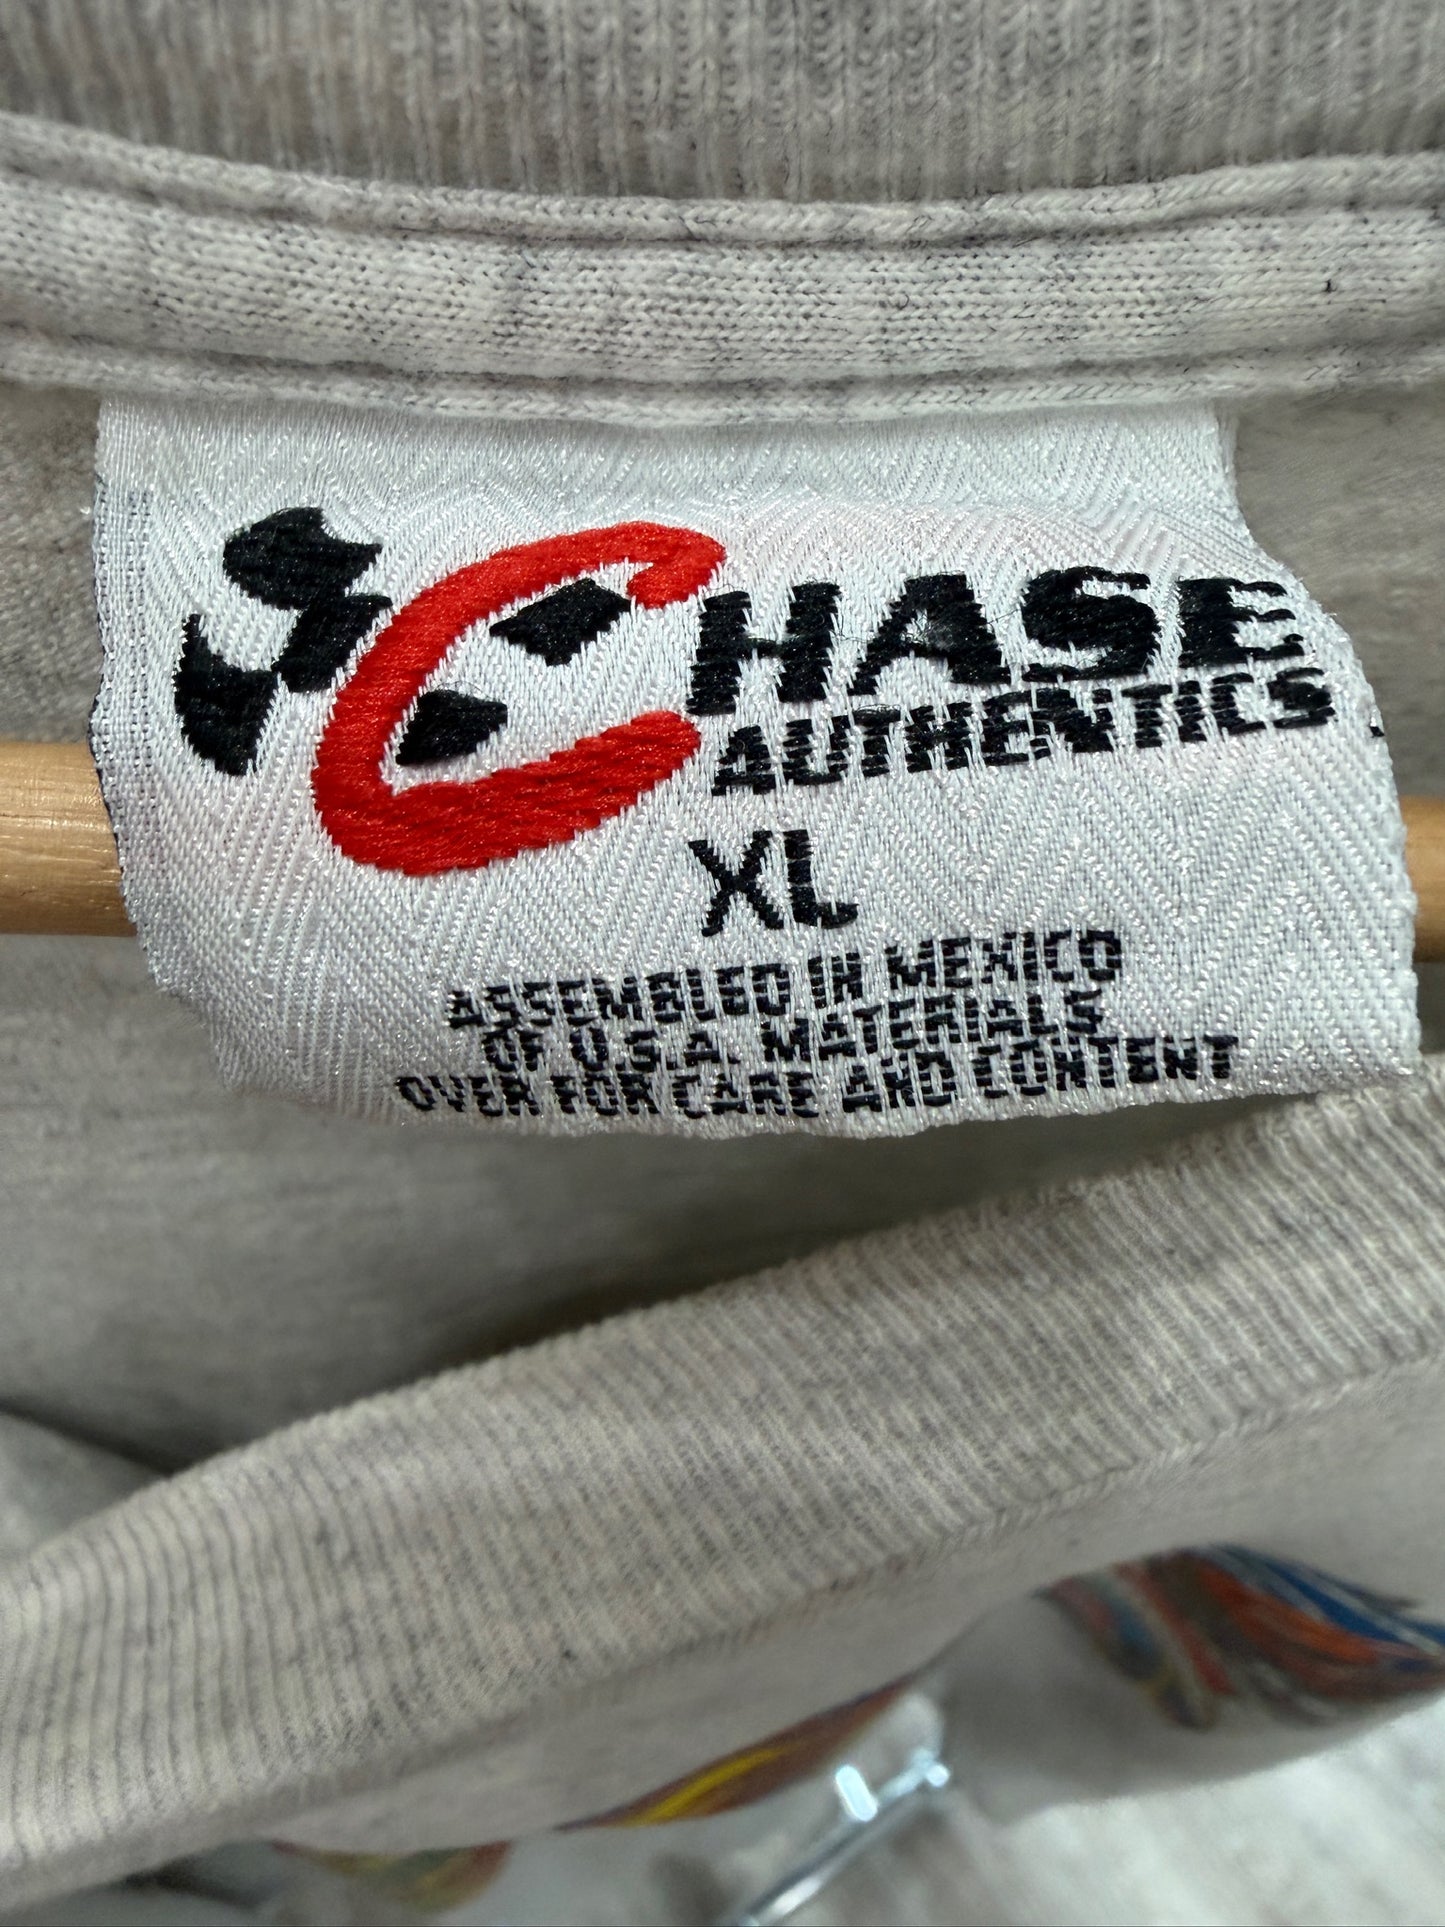 CHASE
AUTHENTICS
XL
ASSEMBLED IN MEXICO
OF U.S.A. MATERIALS
OVER FOR CARE AND CONTENT